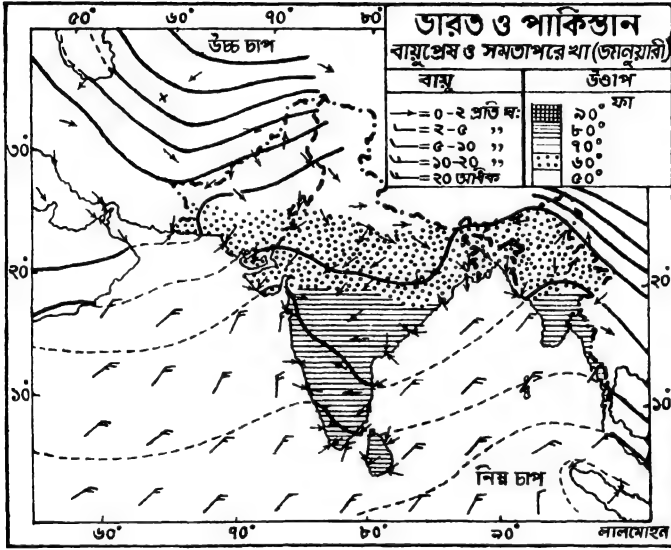 ৫০° ৬০° ৮০°
উচ্চ চাপ
ভারত ও পাকিস্তান
বায়ুপ্রেষ ও সমতাপরেখা (জানুয়ারী)
বায়ু
উত্তাপ
= ০-২ প্রতি ঘঃ
= ২-৫ ,,
= ৫-১০ ,,
= ১০-২০ ,,
= ২০ অধিক
ফা
৯০°
৮০°
৭০°
৬০°
৫০°
৩০°
২০° ২০°
১০° ১০°
নিম্ন চাপ
৬০° ৭০° ৮০° ৯০°
লালমোহন